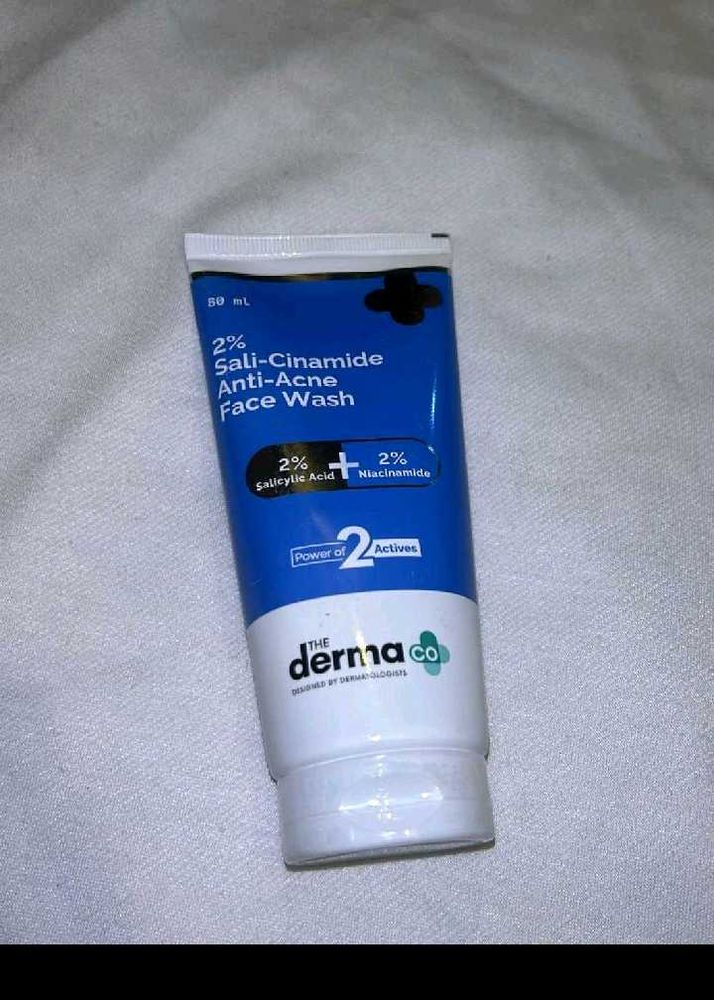 80 mL
2%
Sali-Cinamide
Anti-Acne
Face Wash
2% Salicylic Acid + 2% Niacinamide
Power of 2 Actives
THE
derma co
DESIGNED BY DERMATOLOGISTS